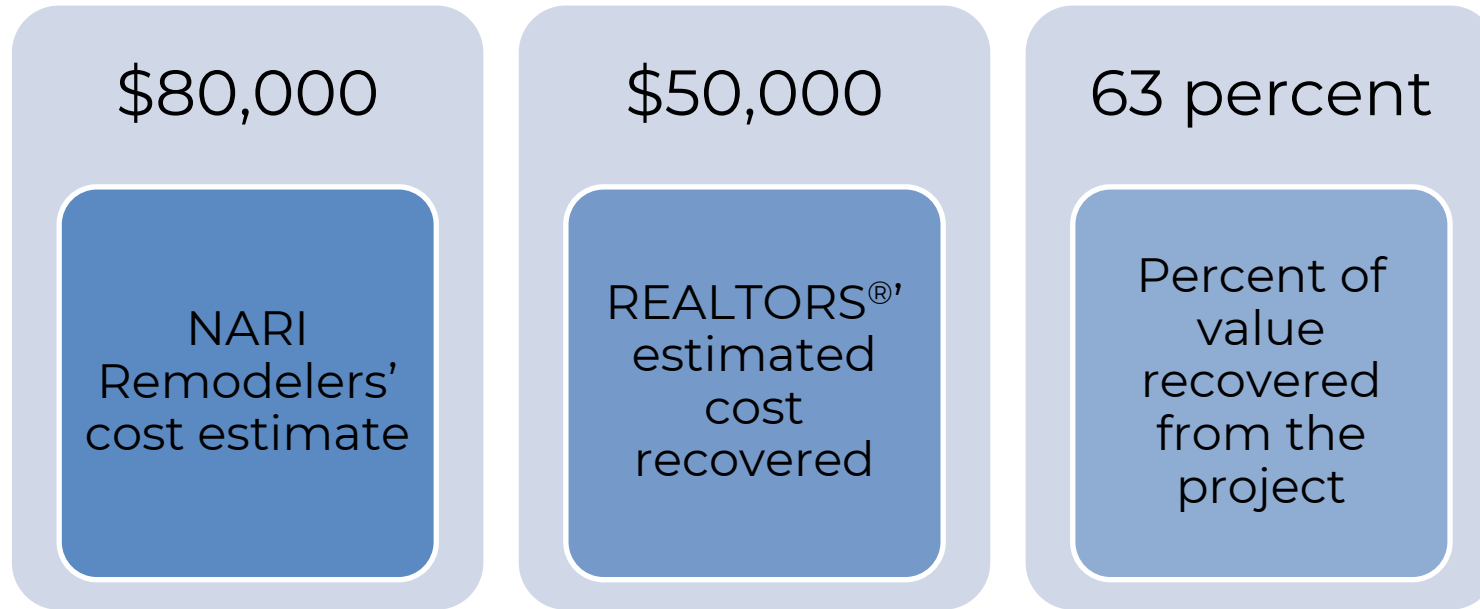 $80,000
NARI
Remodelers’
cost estimate
$50,000
REALTORS®’
estimated
cost
recovered
63 percent
Percent of
value
recovered
from the
project